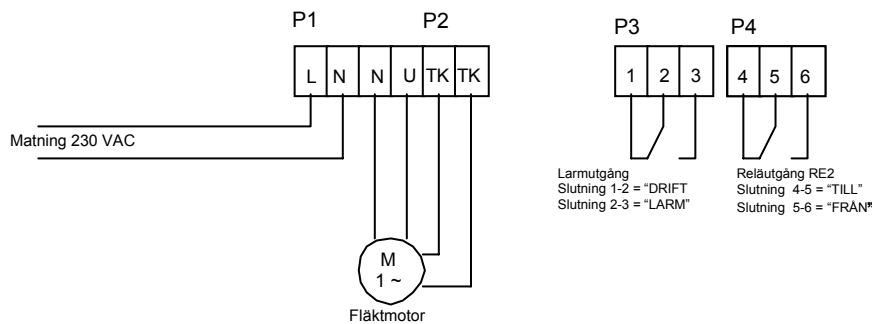 P1 P2
L N N U TK TK
Matning 230 VAC
M
1 ~
Fläktmotor
P3
1 2 3
Larmutgång
Slutning 1-2 = “DRIFT
Slutning 2-3 = “LARM”
P4
4 5 6
Reläutgång RE2
Slutning 4-5 = “TILL”
Slutning 5-6 = “FRÅN”